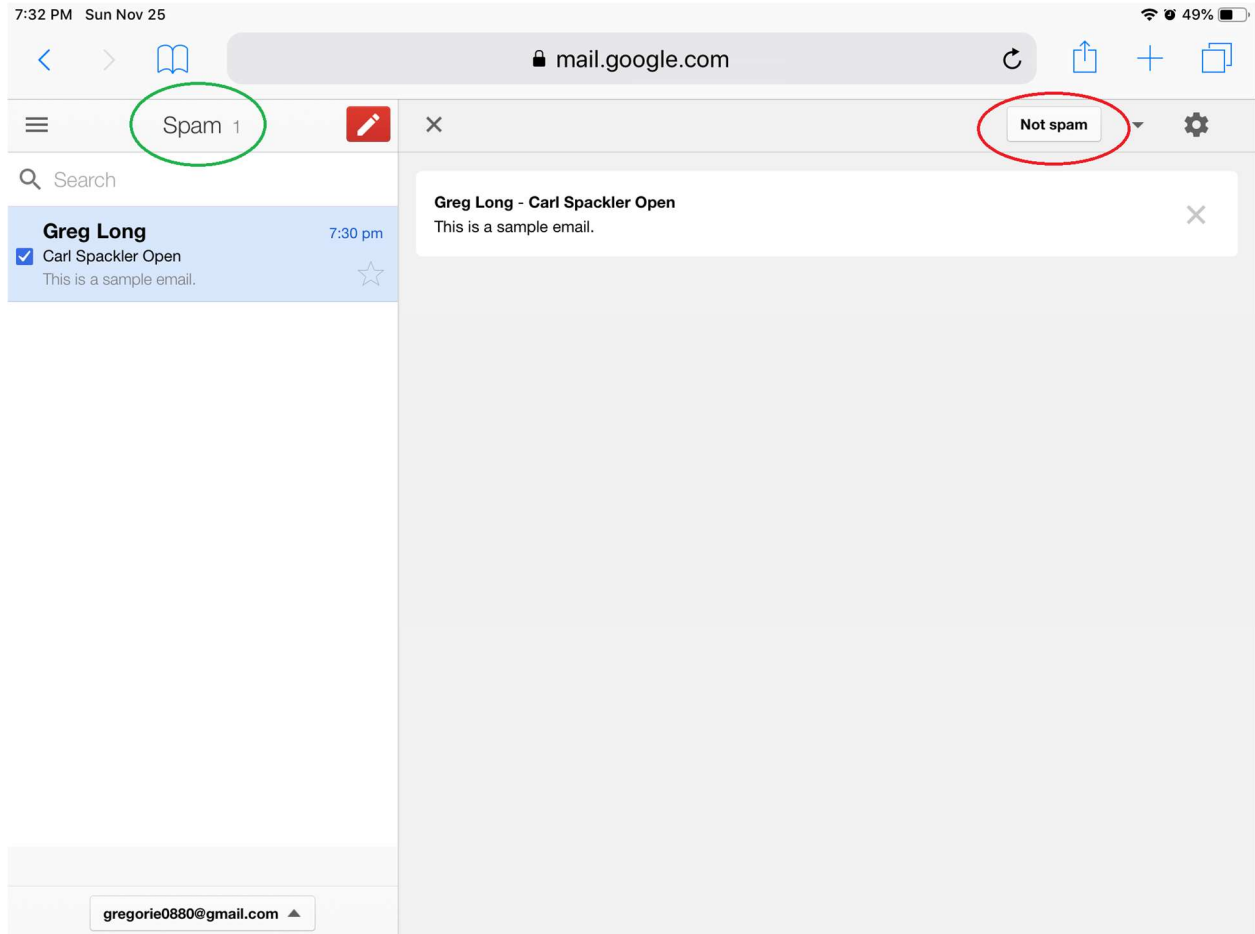 7:32 PM Sun Nov 25
49%
mail.google.com
Spam 1
Not spam
Search
Greg Long
7:30 pm
Carl Spackler Open
This is a sample email.
Greg Long - Carl Spackler Open
This is a sample email.
gregorie0880@gmail.com